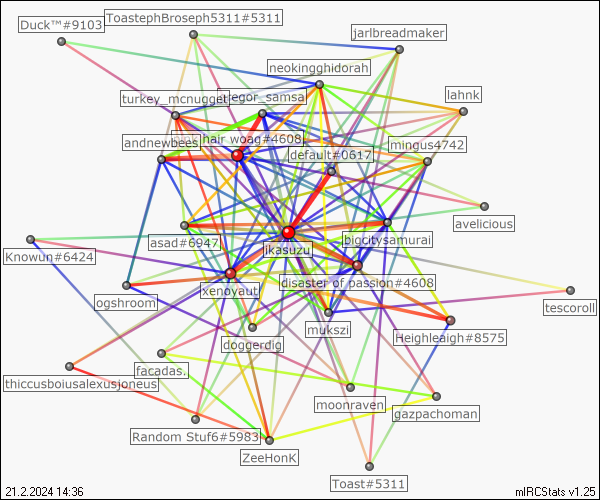 Duck™#9103
ToastephBroseph5311#5311
jarlbreadmaker
neokingghidorah
turkey_mcnugget
gregor_samsa
lahnk
hair woag#4608
andnewbees
default#0617
mingus4742
avelicious
asad#6947
jkasuzu
bigcitysamurai
Knowun#6424
xenoyautl
disaster of passion#4608
ogshroom
tescoroll
mukszi
doggerdig
Heighleaigh#8575
facadas.
thiccusboiusalexusjoneus
moonraven
gazpachoman
Random Stuf6#5983
ZeeHonK
Toast#5311
21.2.2024 14:36
mIRCStats v1.25